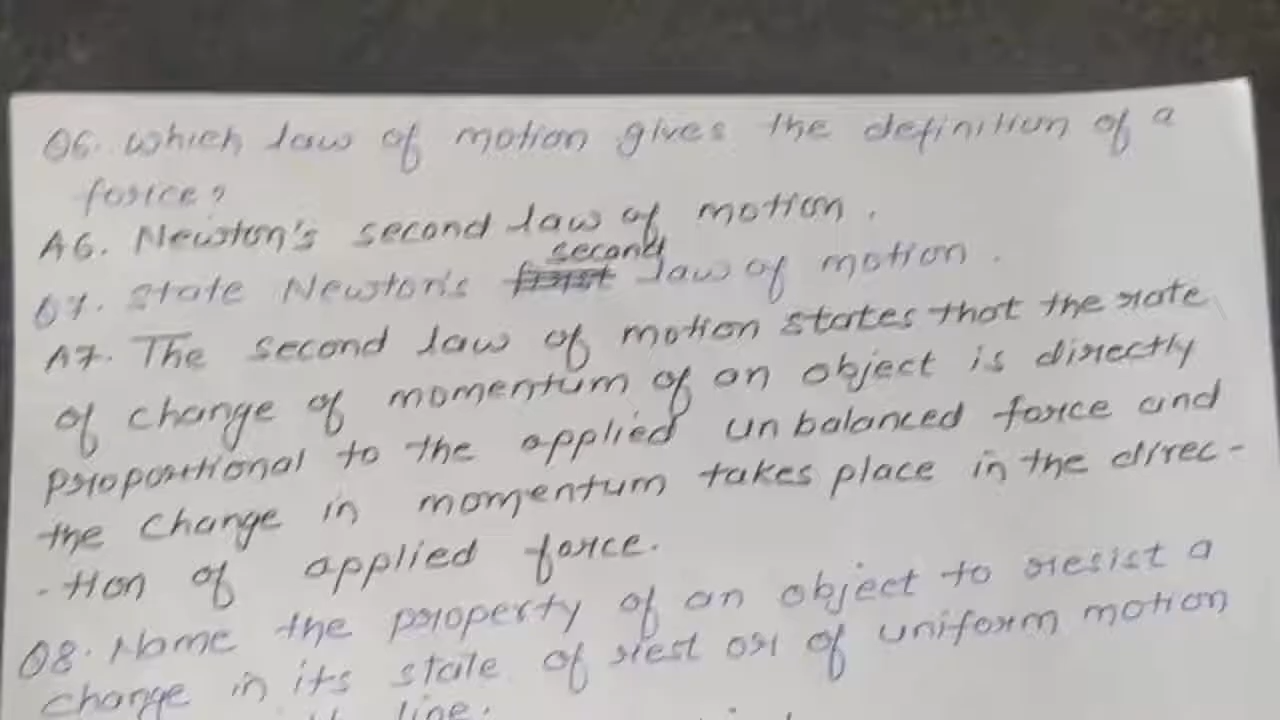 Q6. which law of motion gives the definition of a
force?
A6. Newton's second law of motion.
Q7. State Newton's first second law of motion.
A7. The second law of motion states that the rate
of change of momentum of an object is directly
proportional to the applied unbalanced force and
the change in momentum takes place in the direc-
-tion of applied force.
Q8. Name the property of an object to resist a
change in its state of rest or of uniform motion
line.